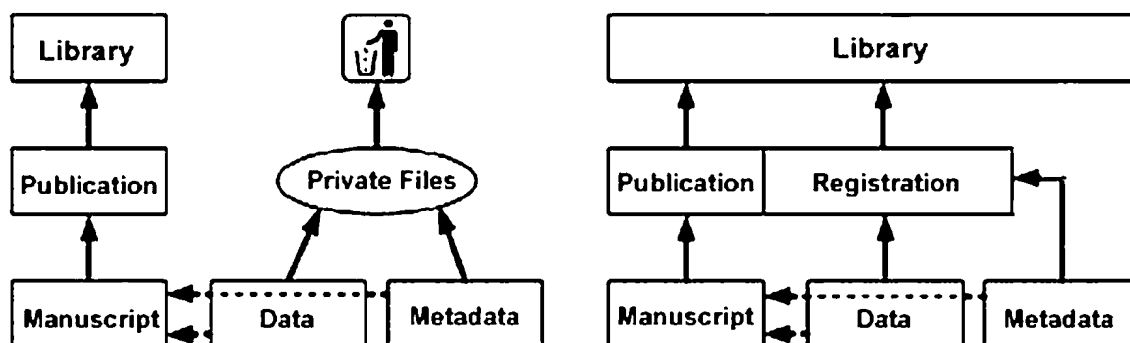 Library
Library
Publication
Private Files
Publication
Registration
Manuscript
Data
Metadata
Manuscript
Data
Metadata